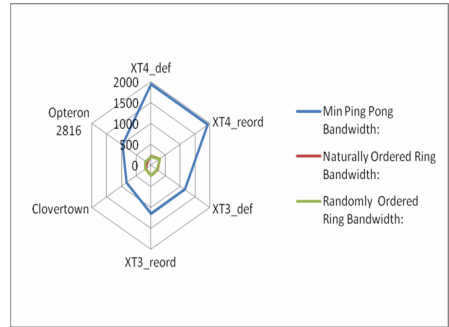 XT4_def
2000
1500
1000
500
0
Opteron
2816
XT4_reord
Clovertown
XT3_def
XT3_reord
Min Ping Pong
Bandwidth:
Naturally Ordered Ring
Bandwidth:
Randomly Ordered
Ring Bandwidth: